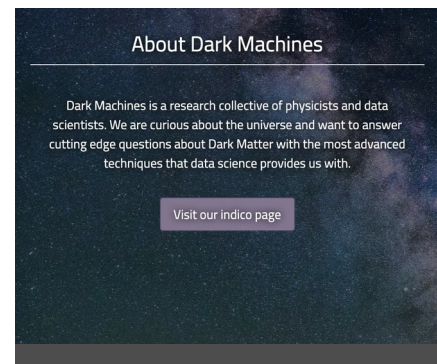 About Dark Machines
Dark Machines is a research collective of physicists and data
scientists. We are curious about the universe and want to answer
cutting edge questions about Dark Matter with the most advanced
techniques that data science provides us with.
Visit our indico page